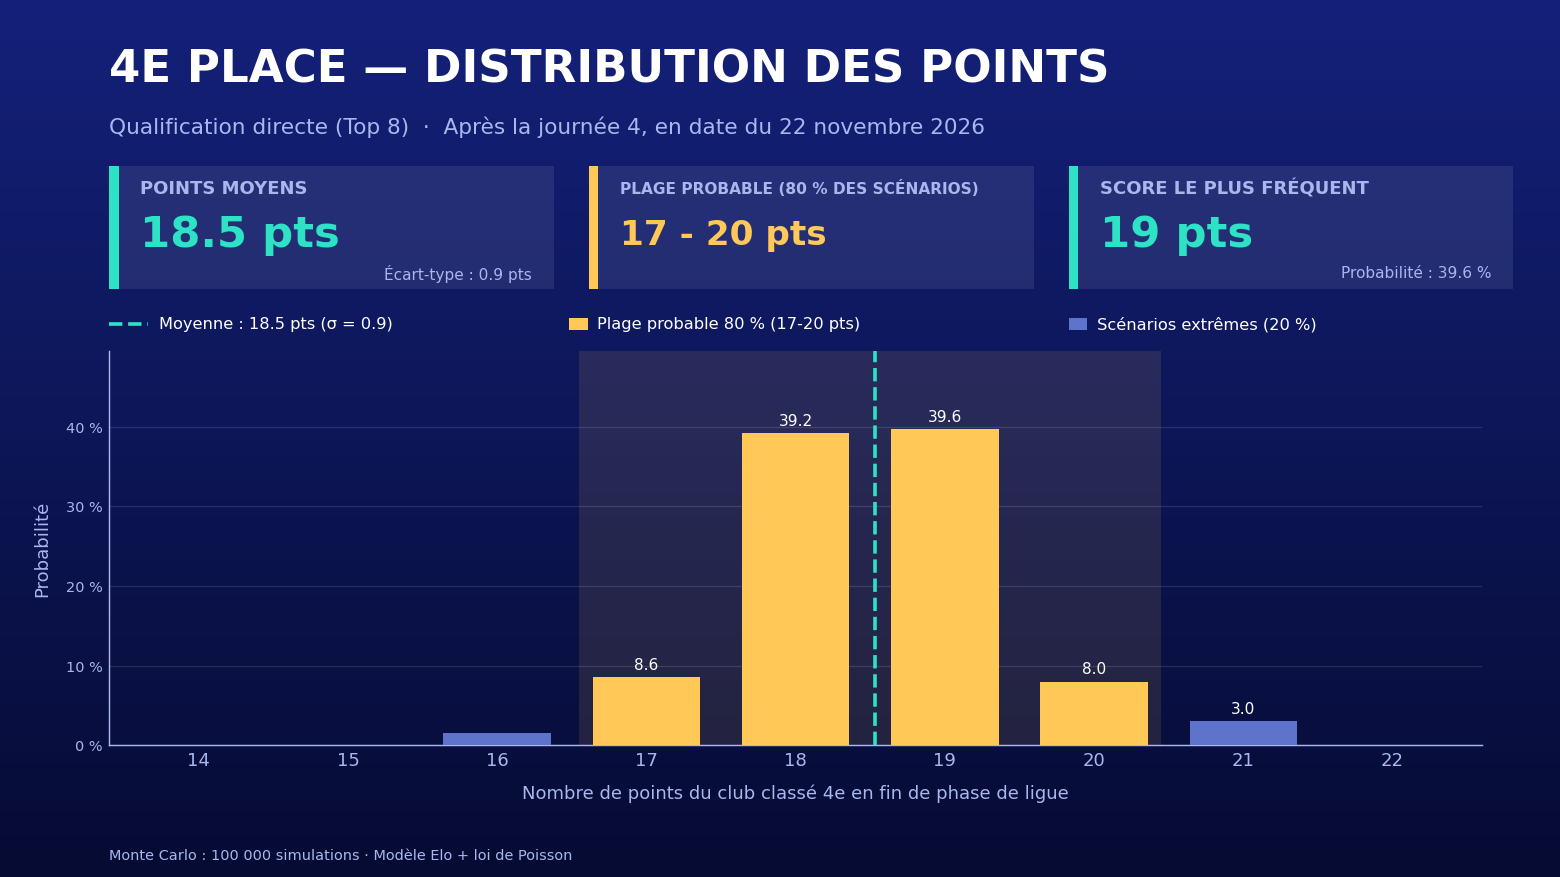 4E PLACE — DISTRIBUTION DES POINTS
Qualification directe (Top 8) · Après la journée 4, en date du 22 novembre 2026
POINTS MOYENS
18.5 pts
Écart-type : 0.9 pts
PLAGE PROBABLE (80 % DES SCÉNARIOS)
17 - 20 pts
SCORE LE PLUS FRÉQUENT
19 pts
Probabilité : 39.6 %
Moyenne : 18.5 pts (σ = 0.9)
Plage probable 80 % (17-20 pts)
Scénarios extrêmes (20 %)
Probabilité
40 %
30 %
20 %
10 %
0 %
8.6
39.2
39.6
8.0
3.0
14 15 16 17 18 19 20 21 22
Nombre de points du club classé 4e en fin de phase de ligue
Monte Carlo : 100 000 simulations · Modèle Elo + loi de Poisson